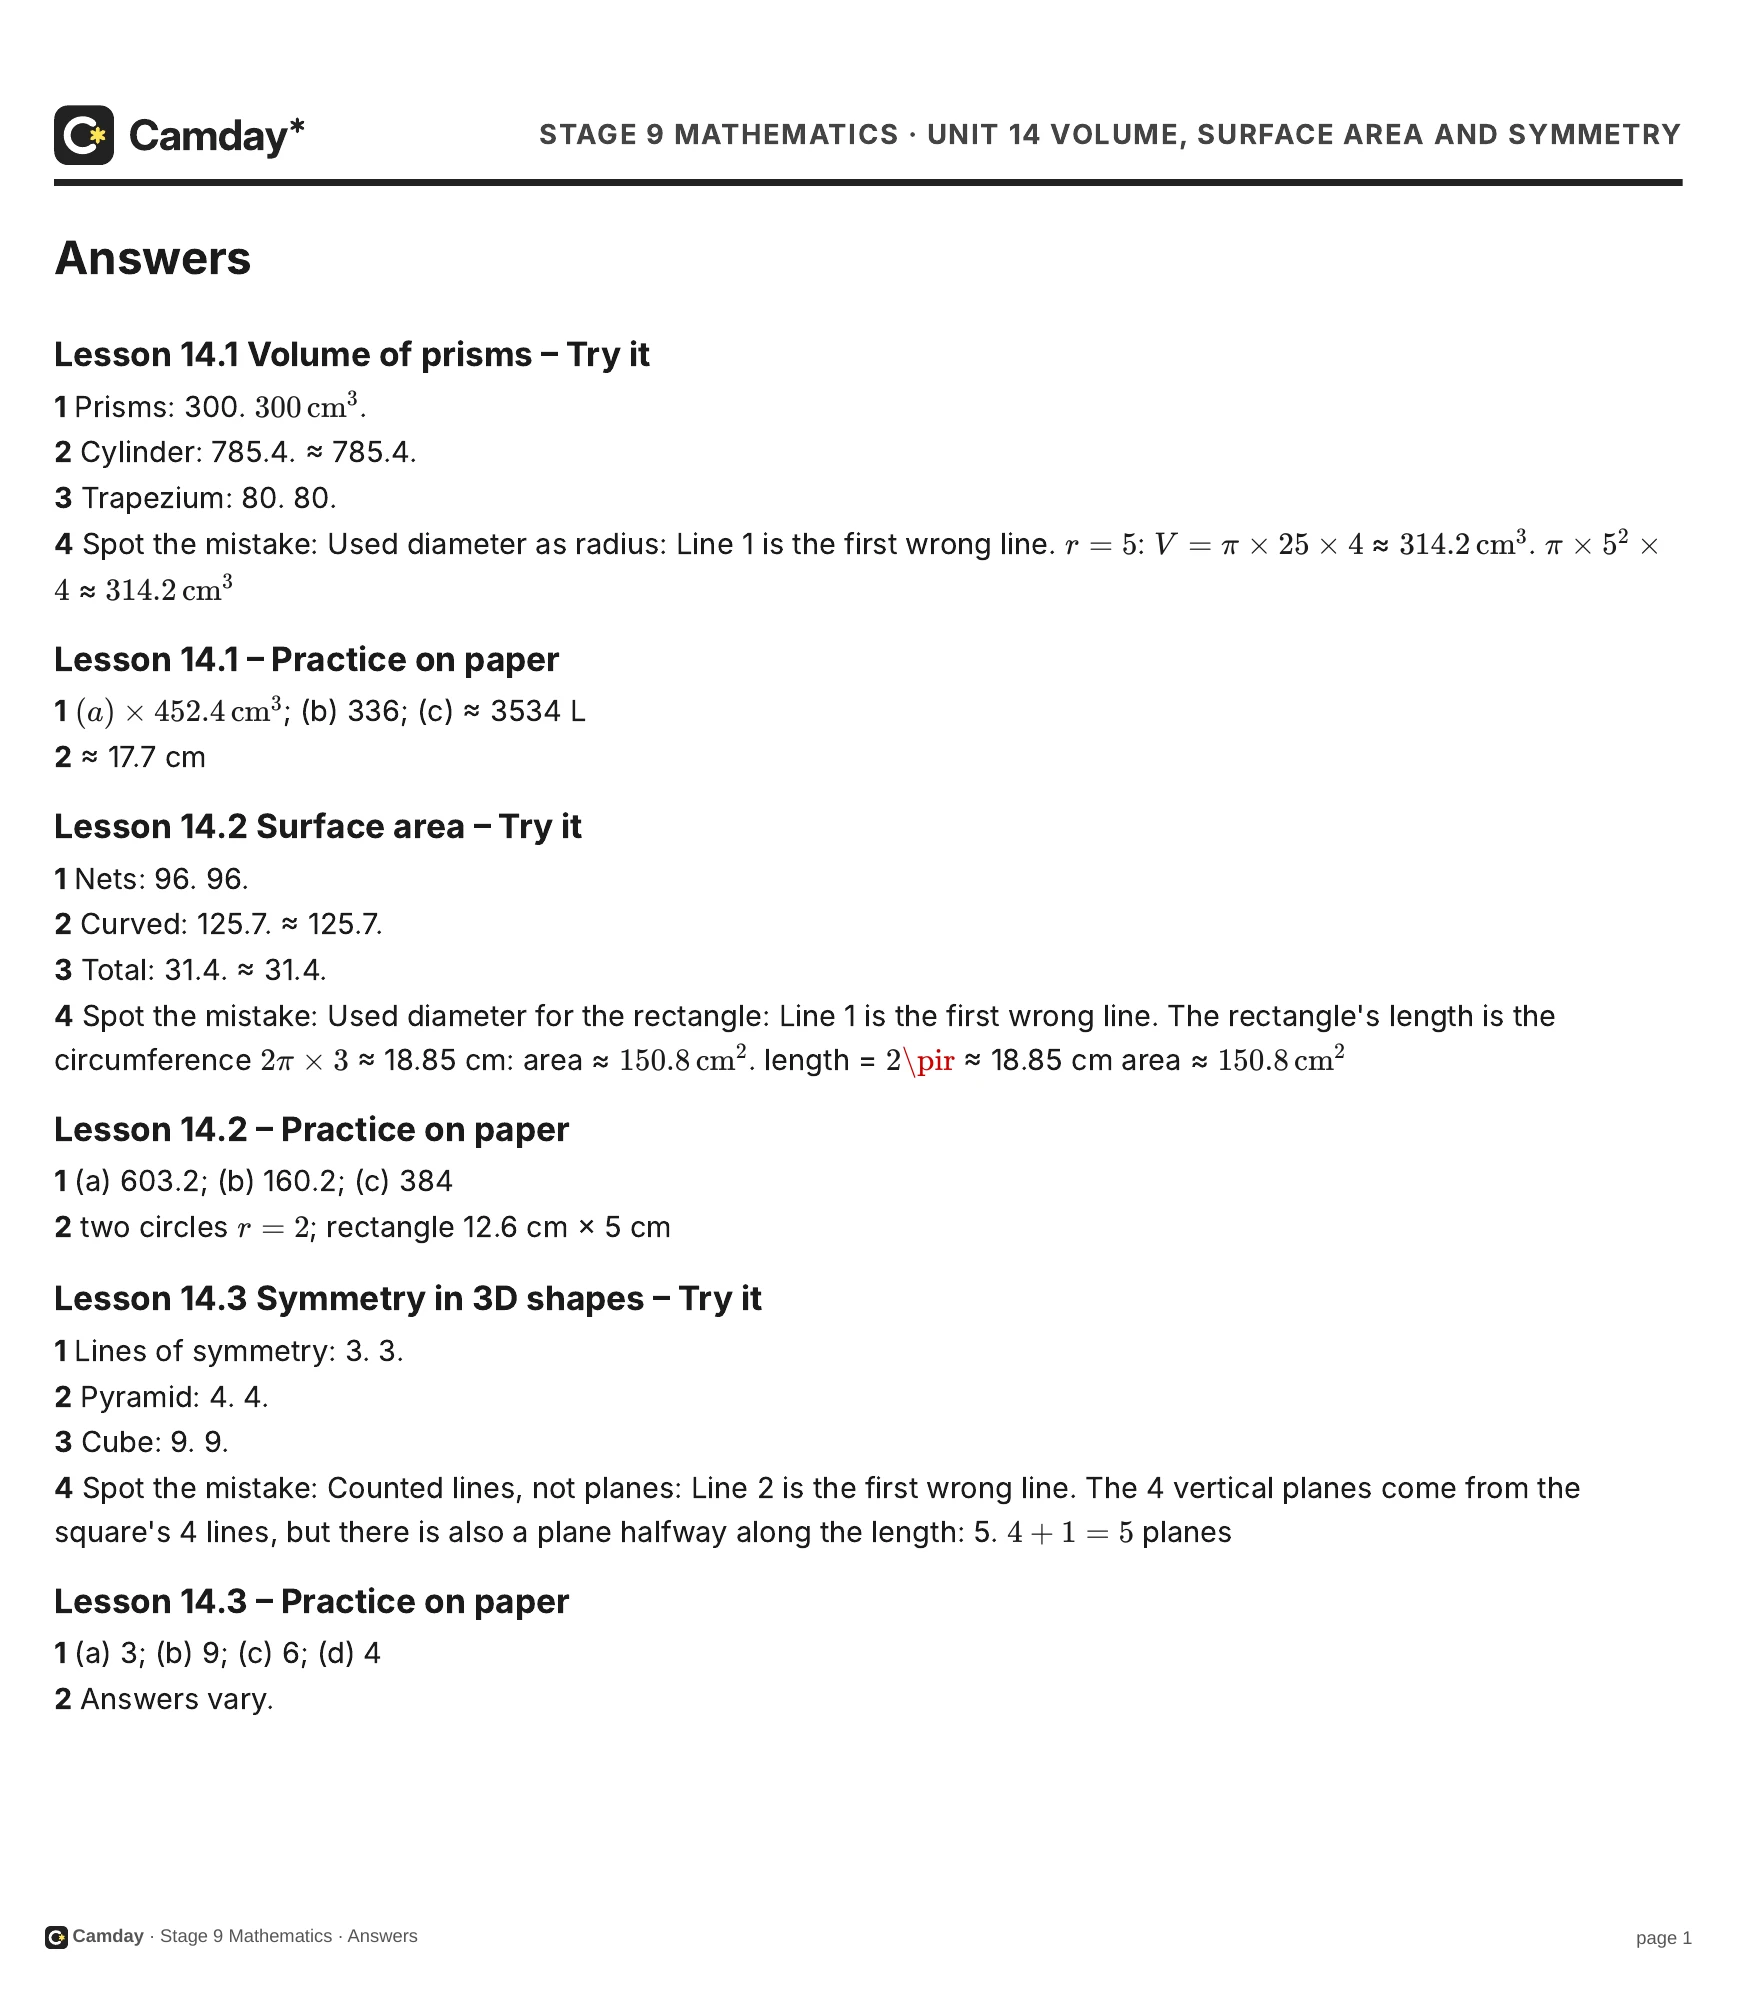 Camday*
STAGE 9 MATHEMATICS · UNIT 14 VOLUME, SURFACE AREA AND SYMMETRY
Answers
Lesson 14.1 Volume of prisms – Try it
1 Prisms: 300. 300 cm³.
2 Cylinder: 785.4. ≈ 785.4.
3 Trapezium: 80. 80.
4 Spot the mistake: Used diameter as radius: Line 1 is the first wrong line. r = 5: V = π × 25 × 4 ≈ 314.2 cm³. π × 5² ×
4 ≈ 314.2 cm³
Lesson 14.1 – Practice on paper
1 (a) × 452.4 cm³; (b) 336; (c) ≈ 3534 L
2 ≈ 17.7 cm
Lesson 14.2 Surface area – Try it
1 Nets: 96. 96.
2 Curved: 125.7. ≈ 125.7.
3 Total: 31.4. ≈ 31.4.
4 Spot the mistake: Used diameter for the rectangle: Line 1 is the first wrong line. The rectangle's length is the
circumference 2π × 3 ≈ 18.85 cm: area ≈ 150.8 cm². length = 2\pir ≈ 18.85 cm area ≈ 150.8 cm²
Lesson 14.2 – Practice on paper
1 (a) 603.2; (b) 160.2; (c) 384
2 two circles r = 2; rectangle 12.6 cm × 5 cm
Lesson 14.3 Symmetry in 3D shapes – Try it
1 Lines of symmetry: 3. 3.
2 Pyramid: 4. 4.
3 Cube: 9. 9.
4 Spot the mistake: Counted lines, not planes: Line 2 is the first wrong line. The 4 vertical planes come from the
square's 4 lines, but there is also a plane halfway along the length: 5. 4 + 1 = 5 planes
Lesson 14.3 – Practice on paper
1 (a) 3; (b) 9; (c) 6; (d) 4
2 Answers vary.
Camday · Stage 9 Mathematics · Answers
page 1